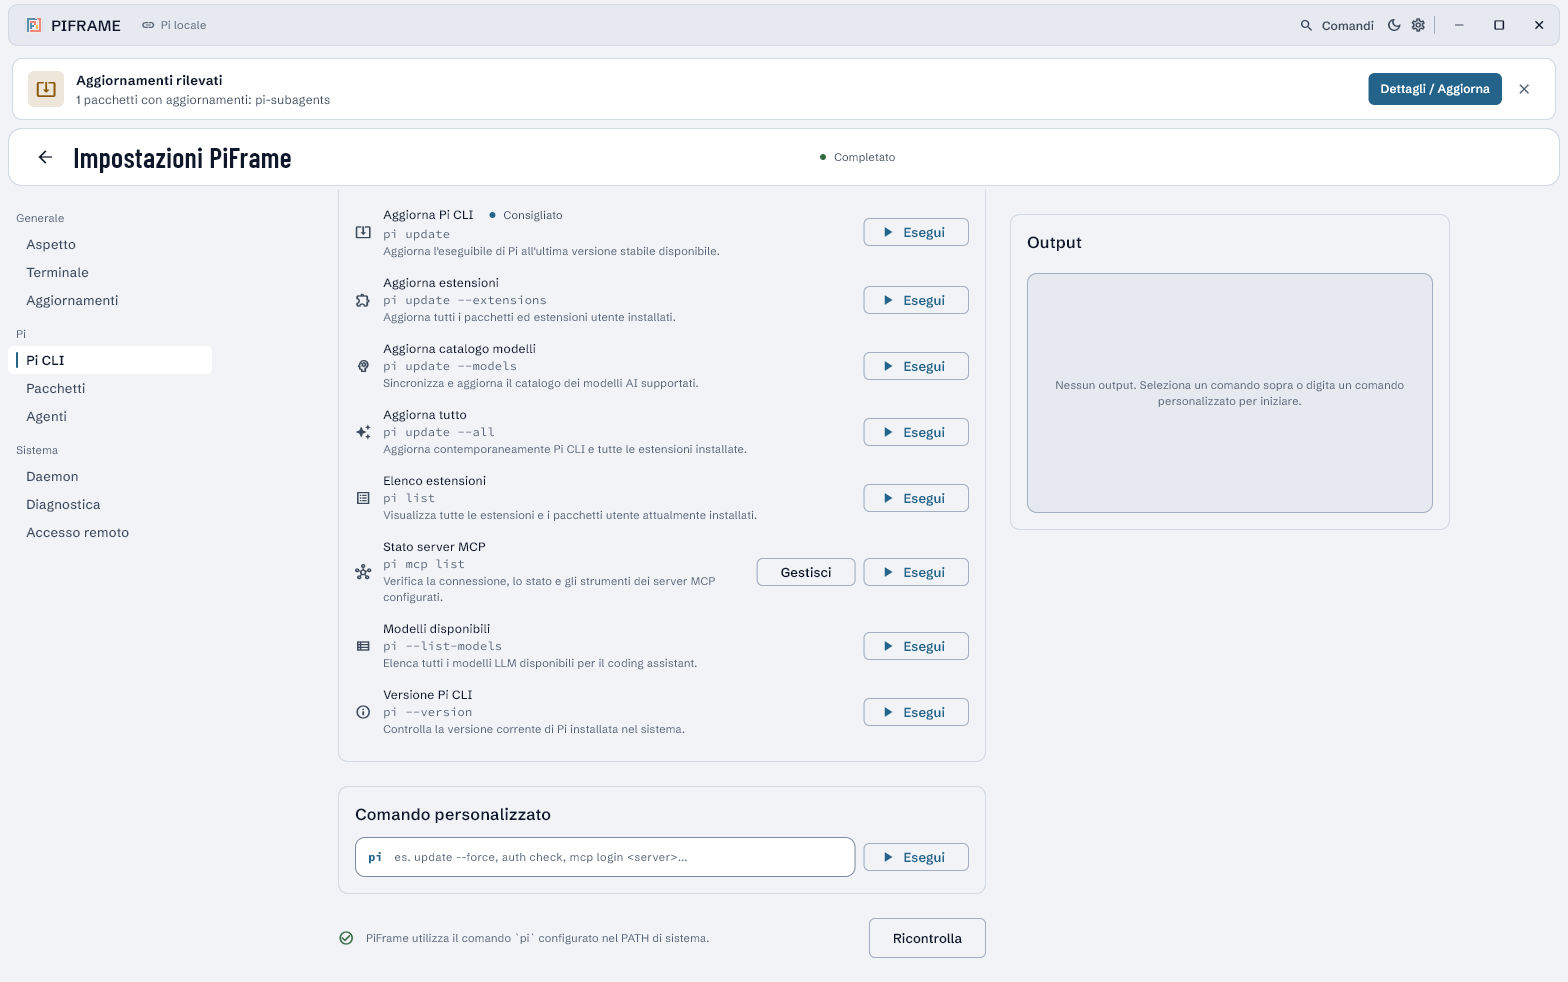 PIFRAME
Pi locale
Comandi
Aggiornamenti rilevati
1 pacchetti con aggiornamenti: pi-subagents
Dettagli / Aggiorna
Impostazioni PiFrame
Completato
Generale
Aspetto
Terminale
Aggiornamenti
Pi
Pi CLI
Pacchetti
Agenti
Sistema
Daemon
Diagnostica
Accesso remoto
Aggiorna Pi CLI
Consigliato
pi update
Aggiorna l'eseguibile di Pi all'ultima versione stabile disponibile.
Esegui
Aggiorna estensioni
pi update --extensions
Aggiorna tutti i pacchetti ed estensioni utente installati.
Esegui
Aggiorna catalogo modelli
pi update --models
Sincronizza e aggiorna il catalogo dei modelli AI supportati.
Esegui
Aggiorna tutto
pi update --all
Aggiorna contemporaneamente Pi CLI e tutte le estensioni installate.
Esegui
Elenco estensioni
pi list
Visualizza tutte le estensioni e i pacchetti utente attualmente installati.
Esegui
Stato server MCP
pi mcp list
Verifica la connessione, lo stato e gli strumenti dei server MCP
configurati.
Gestisci
Esegui
Modelli disponibili
pi --list-models
Elenca tutti i modelli LLM disponibili per il coding assistant.
Esegui
Versione Pi CLI
pi --version
Controlla la versione corrente di Pi installata nel sistema.
Esegui
Comando personalizzato
pi es. update --force, auth check, mcp login <server>...
Esegui
PiFrame utilizza il comando `pi` configurato nel PATH di sistema.
Ricontrolla
Output
Nessun output. Seleziona un comando sopra o digita un comando
personalizzato per iniziare.